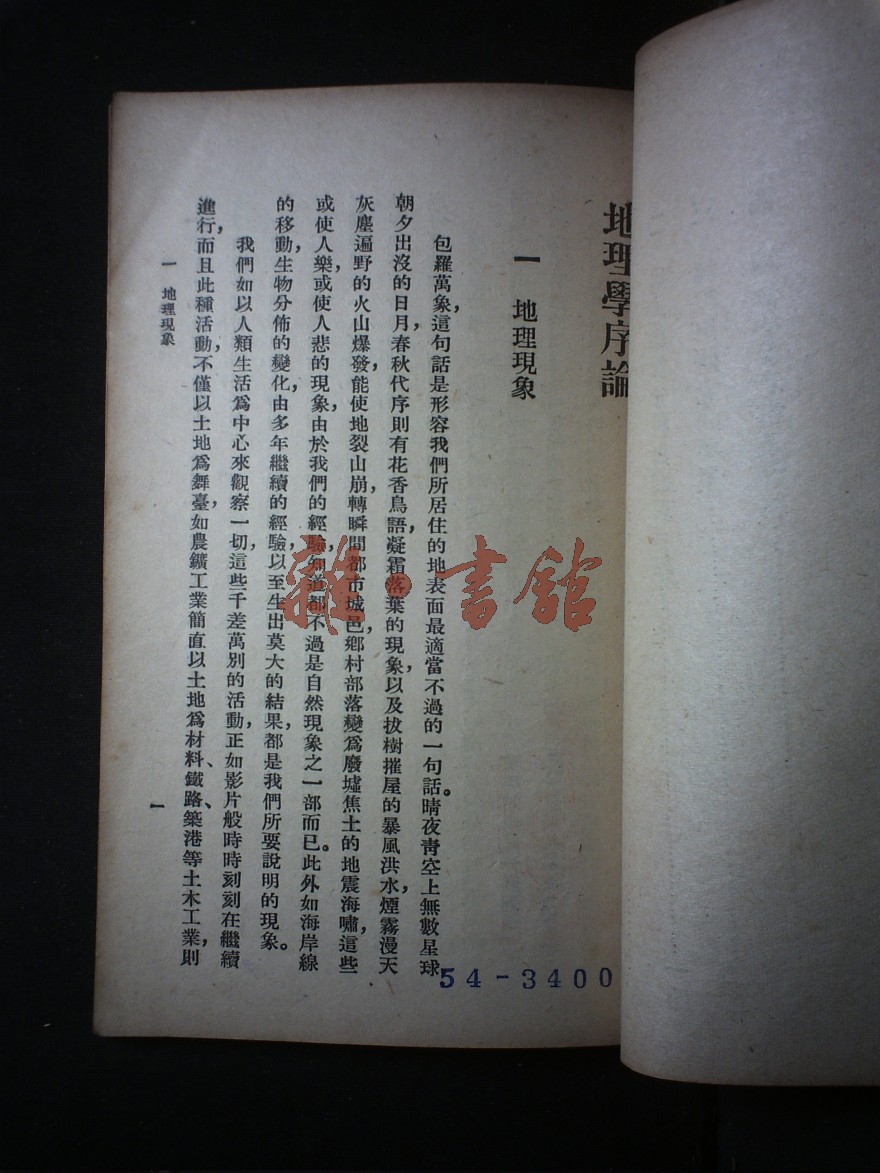 地理學序論
一　地理現象
包羅萬象，這句話是形容我們所居住的地表面最適當不過的一句話。晴夜青空上無數星球，
朝夕出沒的日月，春秋代序則有花香鳥語，凝霜落葉的現象，以及拔樹摧屋的暴風洪水，煙霧漫天，
灰塵遍野的火山爆發，能使地裂山崩，轉瞬間都市城邑，鄉村部落變爲廢墟焦土的地震海嘯，這些
或使人樂，或使人悲的現象，由於我們的經驗，知道都不過是自然現象之一部而已。此外如海岸線
的移動，生物分佈的變化，由多年繼續的經驗，以至生出莫大的結果，都是我們所要說明的現象。
我們如以人類生活爲中心來觀察一切，這些千差萬別的活動，正如影片般時時刻刻在繼續
進行，而且此種活動，不僅以土地爲舞臺，如農鑛工業簡直以土地爲材料、鐵路、築港等土木工業，則
一　地理現象
一
54-3400
雜·書館